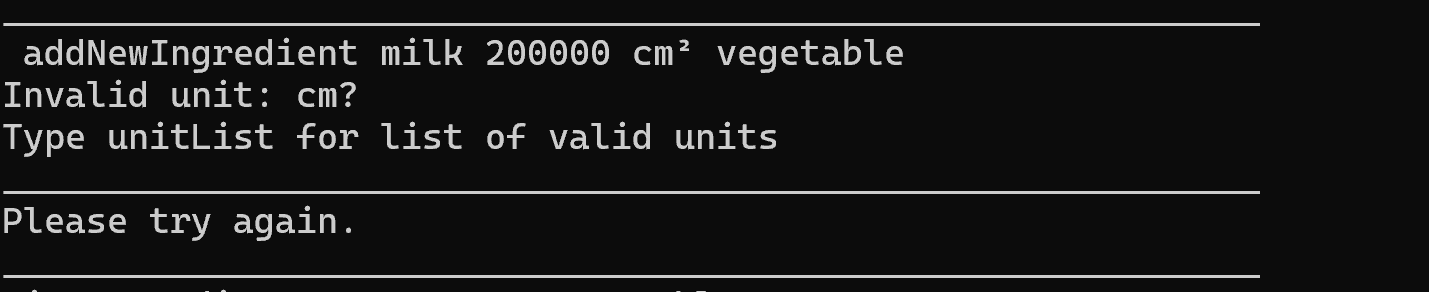 addNewIngredient milk 200000 cm² vegetable
Invalid unit: cm?
Type unitList for list of valid units
Please try again.